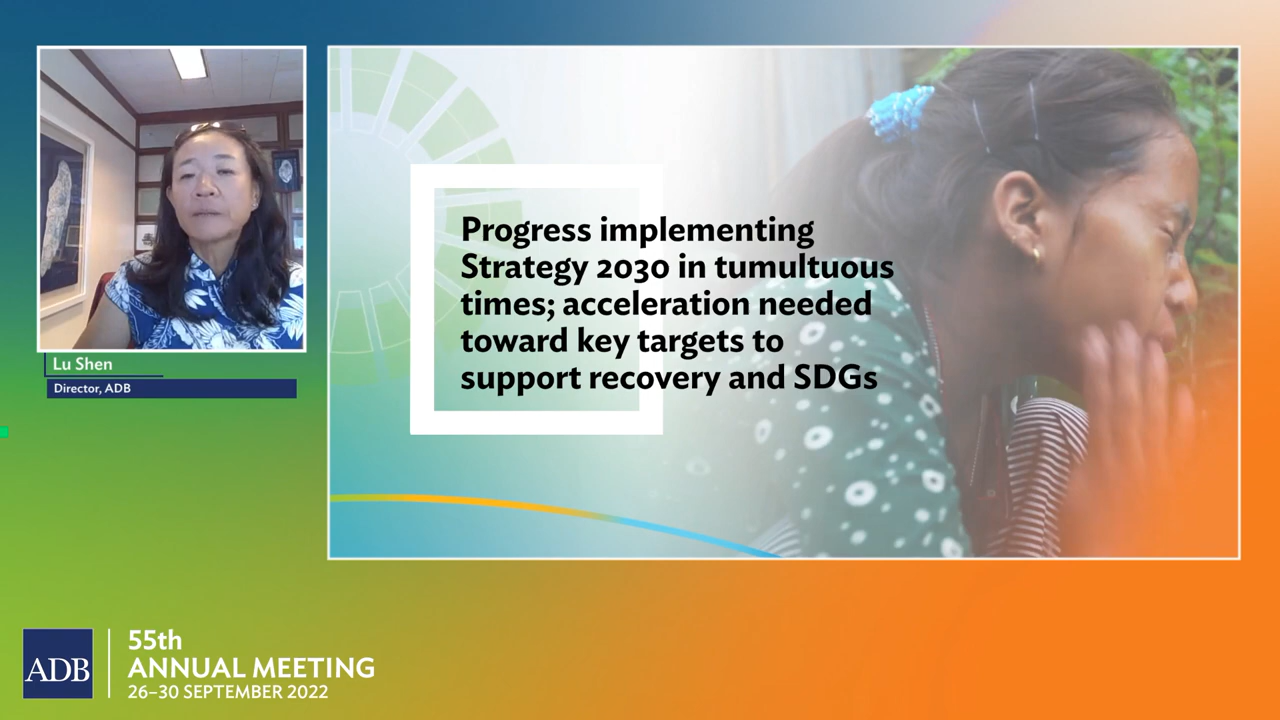 Lu Shen
Director, ADB
Progress implementing
Strategy 2030 in tumultuous
times; acceleration needed
toward key targets to
support recovery and SDGs
ADB
55th
ANNUAL MEETING
26–30 SEPTEMBER 2022